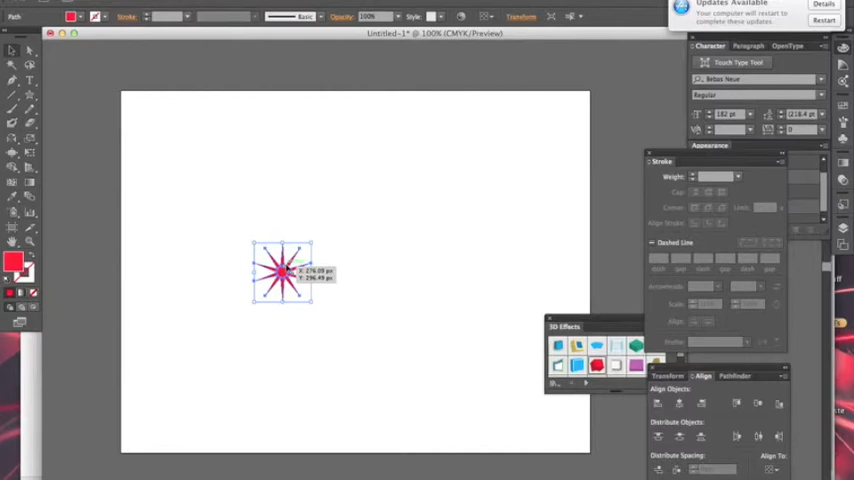 Updates Available
Your computer will restart to
complete these updates.
Details
Restart
Path
Stroke:
Basic
Opacity:
100%
Style:
Transform
Untitled-1* @ 100% (CMYK/Preview)
Character
Paragraph
OpenType
Touch Type Tool
Bebas Neue
Regular
182 pt
(218.4 p
0
Appearance
Stroke
Weight:
Cap:
Corner:
Limit:
Align Stroke:
Dashed Line
dash
gap
dash
gap
dash
gap
Arrowheads:
Scale:
Align:
Profile:
X: 276.09 px
Y: 296.49 px
3D Effects
Transform
Align
Pathfinder
Align Objects:
Distribute Objects:
Distribute Spacing:
Align To: